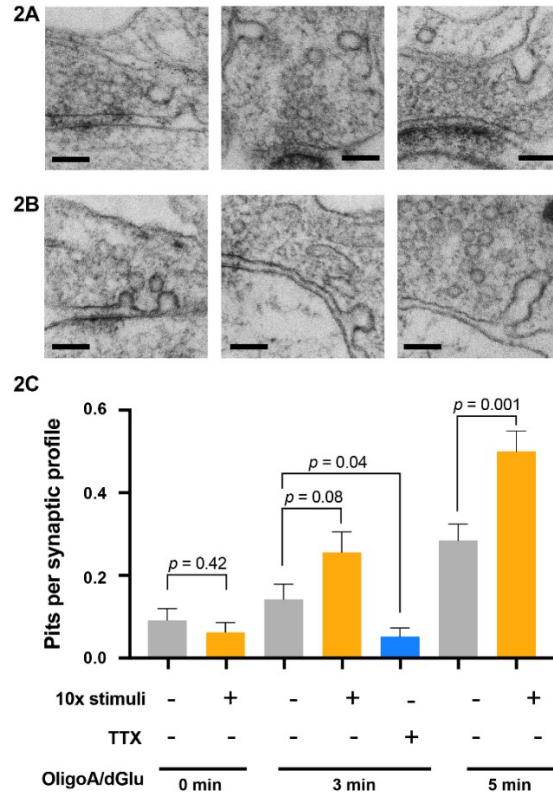 2A
2B
2C
Pits per synaptic profile
0.6
0.4
0.2
0.0
p = 0.42
p = 0.08
p = 0.04
p = 0.001
10x stimuli - + - + - - +
TTX - - - - + - -
OligoA/dGlu 0 min 3 min 5 min